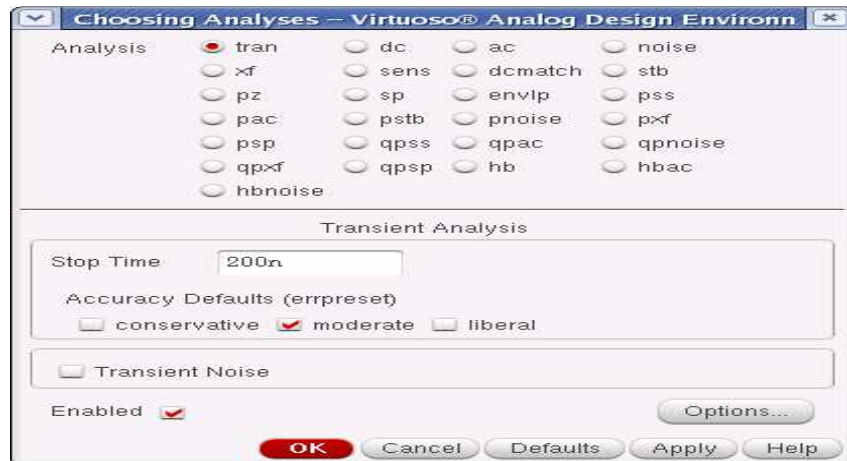 Choosing Analyses – Virtuoso® Analog Design Environn
Analysis tran dc ac noise
xf sens dcmatch stb
pz sp envlp pss
pac pstb pnoise pxf
psp qpss qpac qpnoise
qpxf qpsp hb hbac
hbnoise
Transient Analysis
Stop Time 200n
Accuracy Defaults (errpreset)
conservative moderate liberal
Transient Noise
Enabled Options...
OK Cancel Defaults Apply Help